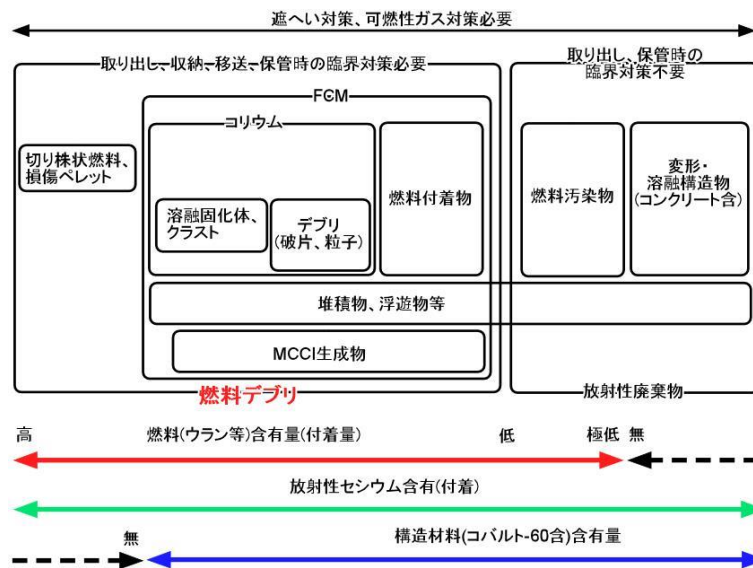 遮へい対策、可燃性ガス対策必要
取り出し、収納、移送、保管時の臨界対策必要
取り出し、保管時の
臨界対策不要
FCM
コリウム
切り株状燃料、
損傷ペレット
溶融固化体、
クラスト
デブリ
(破片、粒子)
燃料付着物
燃料汚染物
変形・
溶融構造物
(コンクリート含)
堆積物、浮遊物等
MCCI生成物
燃料デブリ
放射性廃棄物
高
燃料(ウラン等)含有量(付着量)
低
極低
無
放射性セシウム含有(付着)
無
構造材料(コバルト-60含)含有量